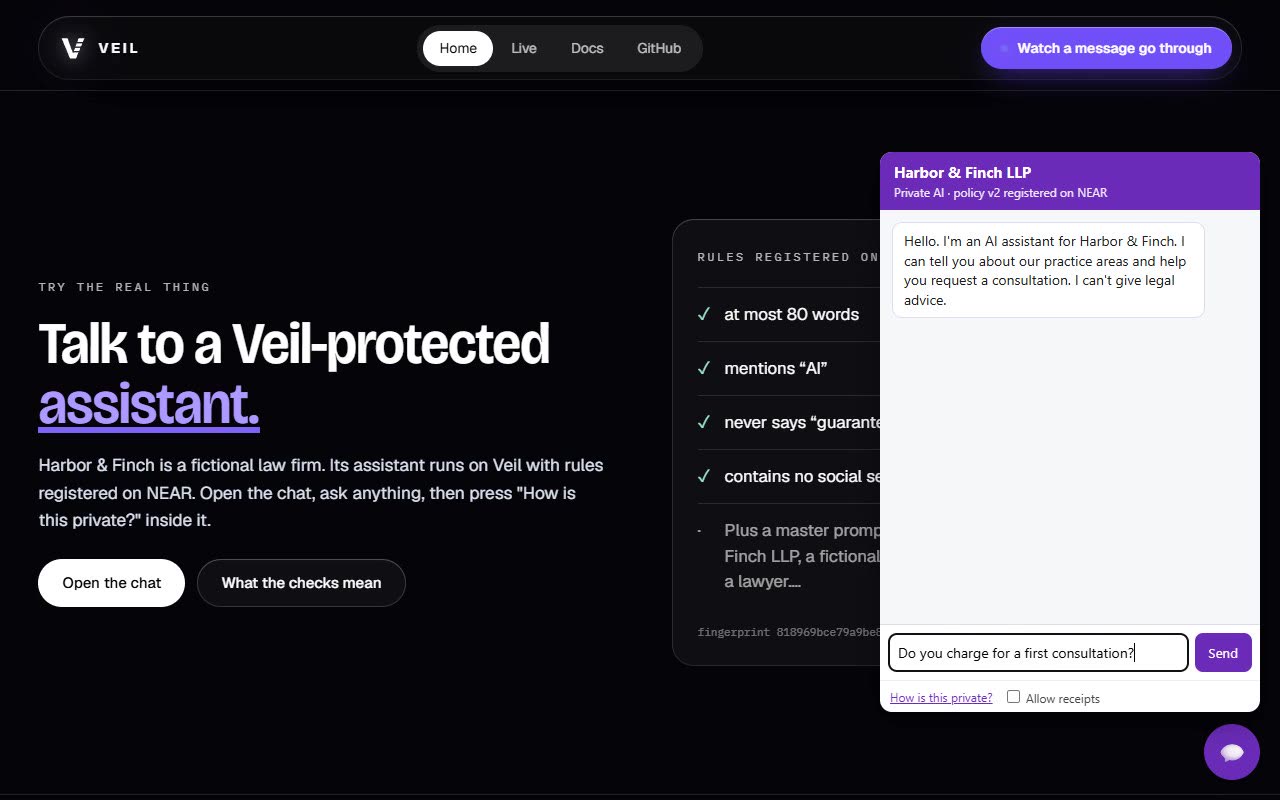 VEIL
Home
Live
Docs
GitHub
Watch a message go through
TRY THE REAL THING
Talk to a Veil-protected
assistant.
Harbor & Finch is a fictional law firm. Its assistant runs on Veil with rules
registered on NEAR. Open the chat, ask anything, then press "How is
this private?" inside it.
Open the chat
What the checks mean
RULES REGISTERED ON
✓ at most 80 words
✓ mentions “AI”
✓ never says “guarante
✓ contains no social se
- Plus a master promp
Finch LLP, a fictional
a lawyer....
fingerprint 818969bce79a9be8
Harbor & Finch LLP
Private AI · policy v2 registered on NEAR
Hello. I'm an AI assistant for Harbor & Finch. I
can tell you about our practice areas and help
you request a consultation. I can't give legal
advice.
Do you charge for a first consultation?
Send
How is this private?
Allow receipts